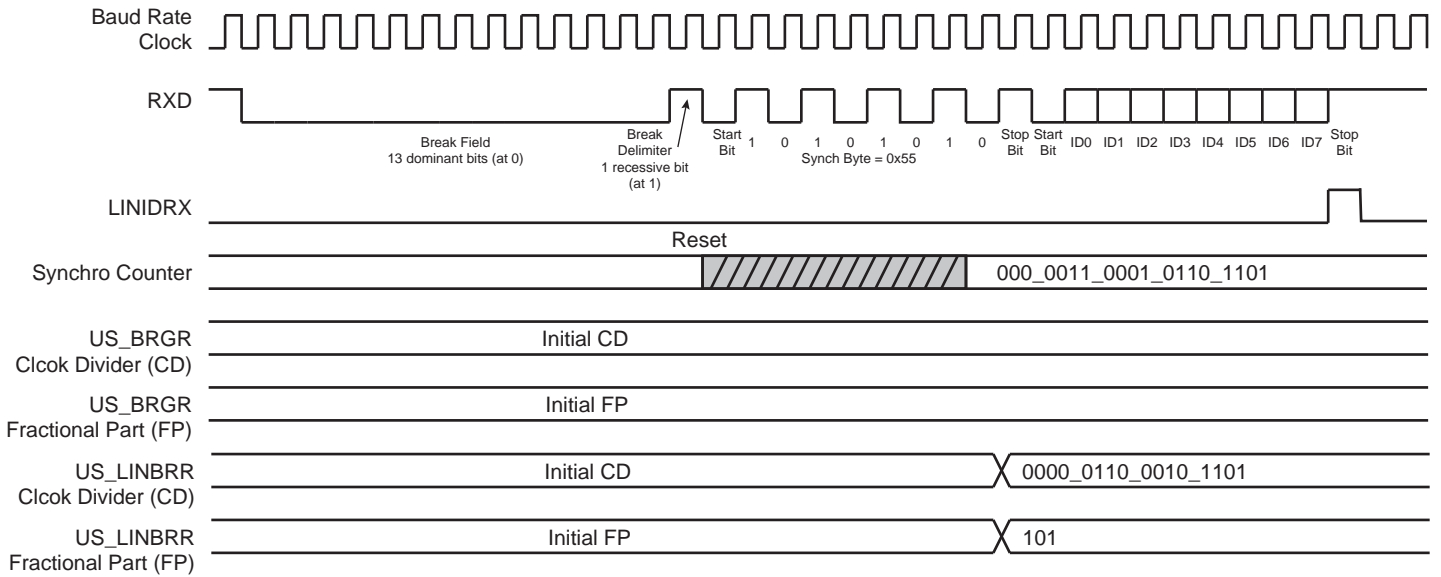 Baud Rate
Clock
RXD
Break Field
13 dominant bits (at 0)
Break
Delimiter
1 recessive bit
(at 1)
Start
Bit
1 0 1 0 1 0 1 0
Synch Byte = 0x55
Stop
Bit
Start
Bit
ID0 ID1 ID2 ID3 ID4 ID5 ID6 ID7
Stop
Bit
LINIDRX
Reset
Synchro Counter
000_0011_0001_0110_1101
US_BRGR
Clcok Divider (CD)
Initial CD
US_BRGR
Fractional Part (FP)
Initial FP
US_LINBRR
Clcok Divider (CD)
Initial CD
0000_0110_0010_1101
US_LINBRR
Fractional Part (FP)
Initial FP
101